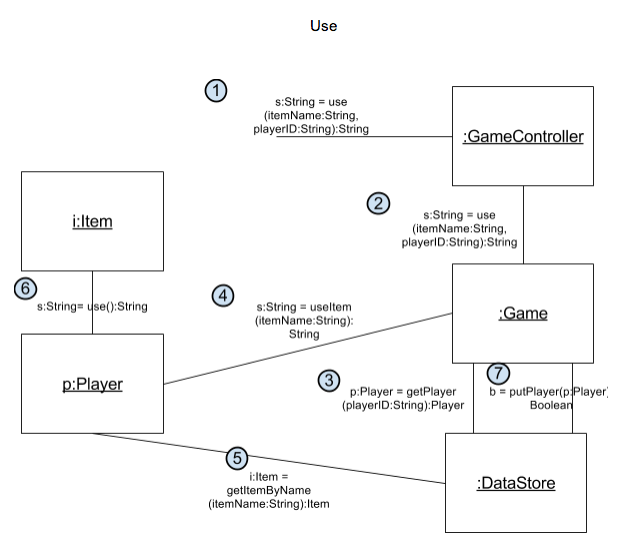 Use
1
s:String = use
(itemName:String,
playerID:String):String
:GameController
2
s:String = use
(itemName:String,
playerID:String):String
i:Item
6
s:String= use():String
4
s:String = useItem
(itemName:String):
String
:Game
p:Player
3
p:Player = getPlayer
(playerID:String):Player
7
b = putPlayer(p:Player)
Boolean
5
i:Item =
getItemByName
(itemName:String):Item
:DataStore